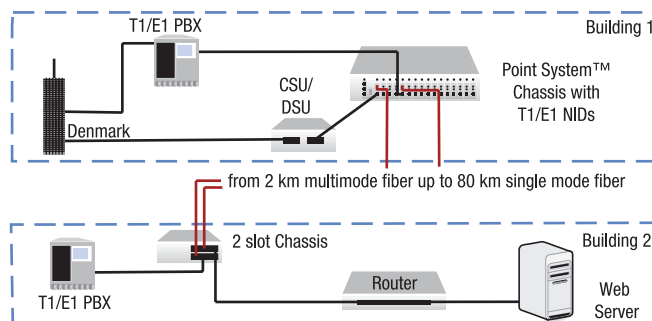 T1/E1 PBX
Building 1
CSU/
DSU
Point System™
Chassis with
T1/E1 NIDs
Denmark
from 2 km multimode fiber up to 80 km single mode fiber
2 slot Chassis
Building 2
Router
T1/E1 PBX
Web
Server